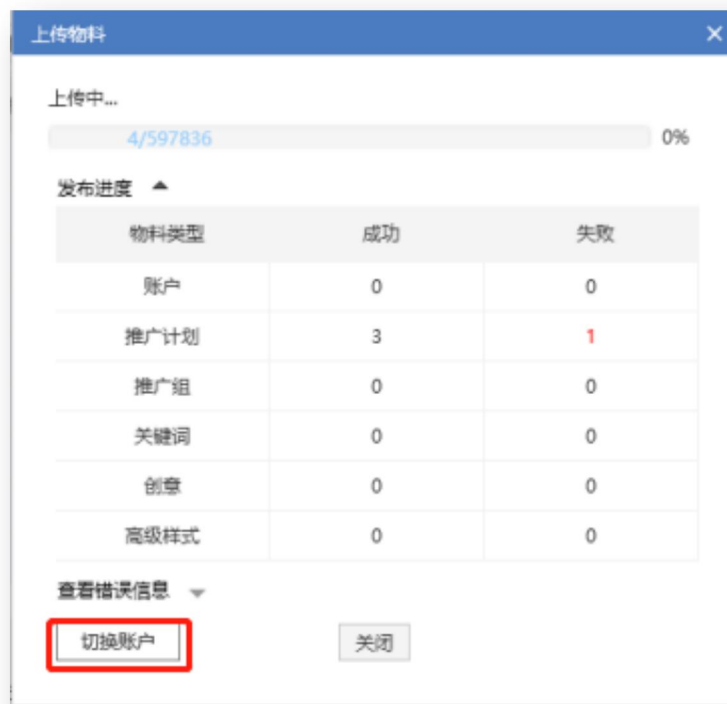 上传物料
上传中...
4/597836 0%
发布进度
物料类型 成功 失败
账户 0 0
推广计划 3 1
推广组 0 0
关键词 0 0
创意 0 0
高级样式 0 0
查看错误信息
切换账户 关闭